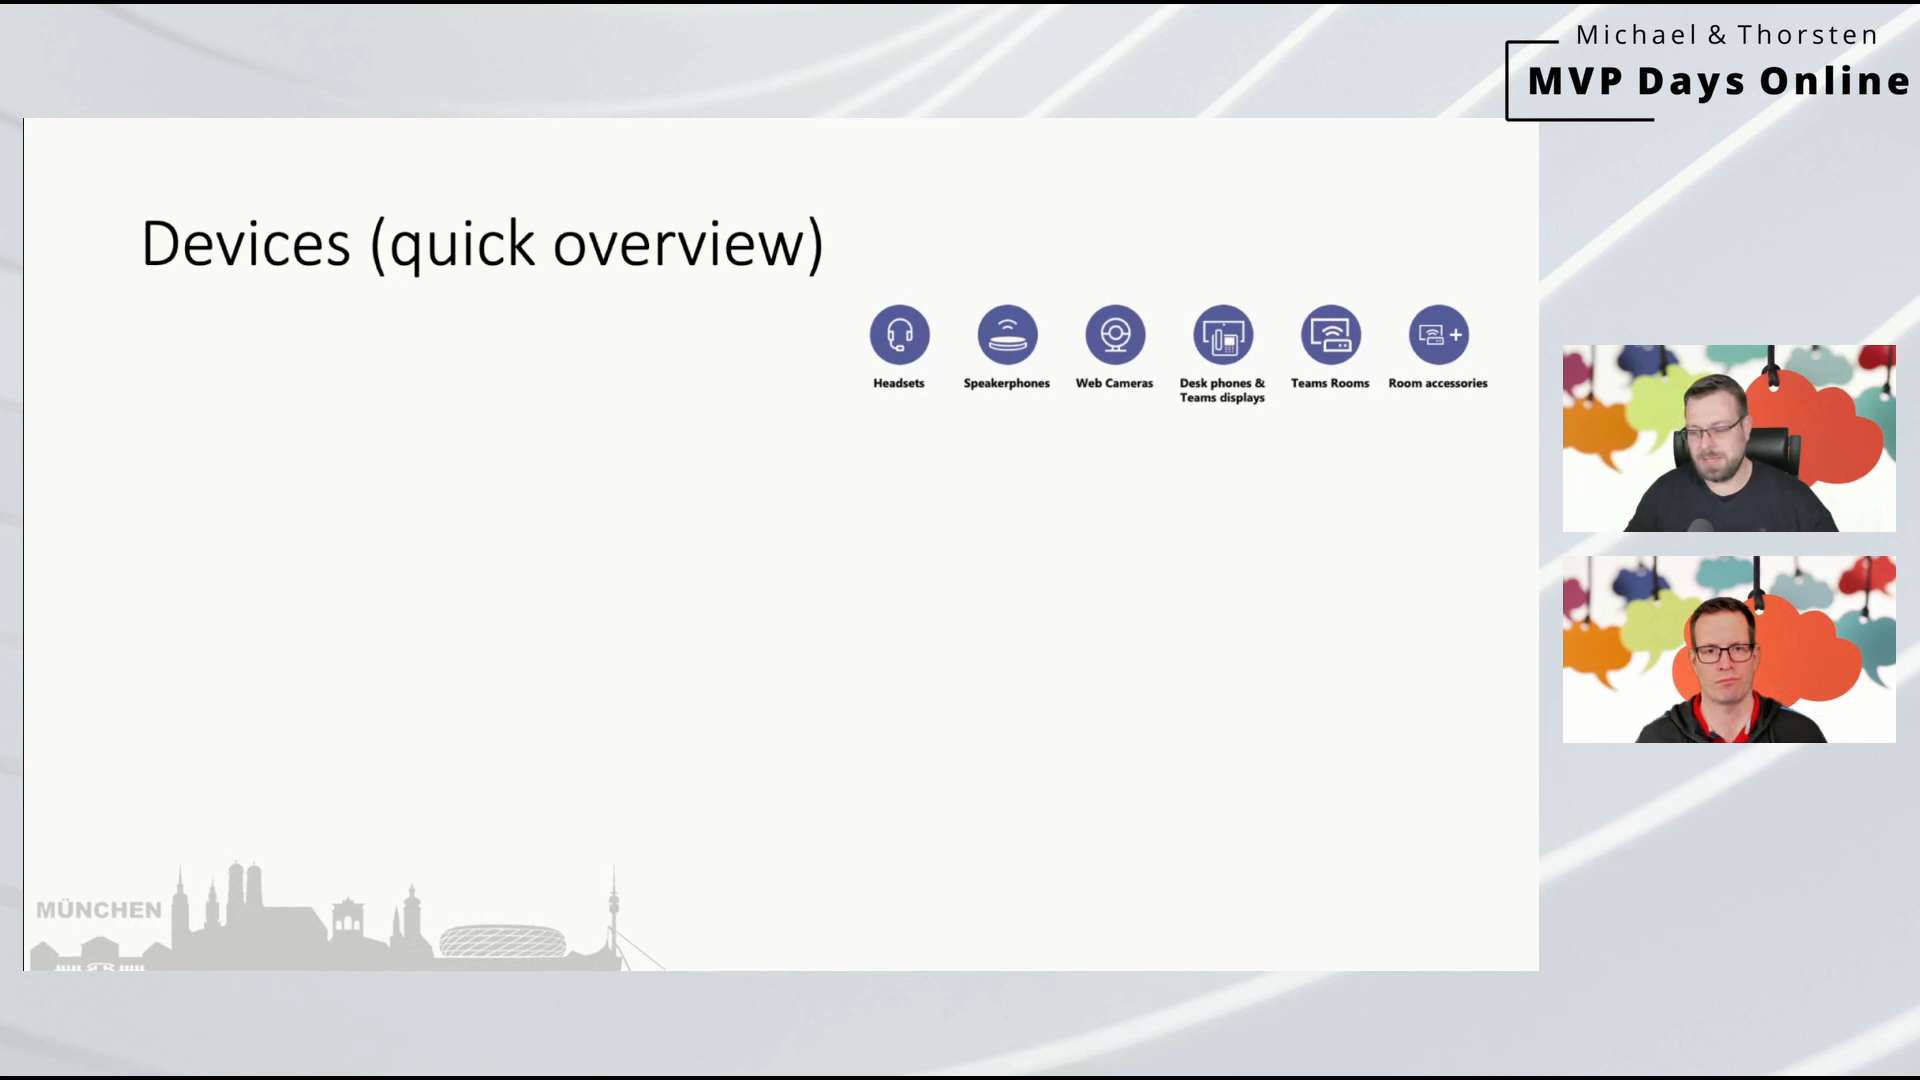 Michael & Thorsten
MVP Days Online
Devices (quick overview)
Headsets
Speakerphones
Web Cameras
Desk phones &
Teams displays
Teams Rooms
Room accessories
MÜNCHEN